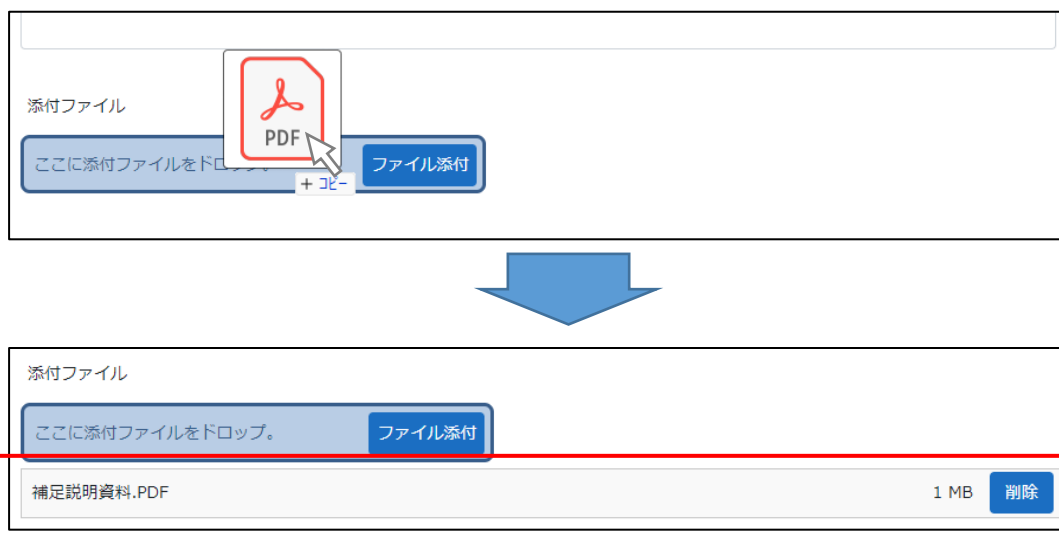 添付ファイル
PDF
ここに添付ファイルをドロップ。
ファイル添付
+ コピー
添付ファイル
ここに添付ファイルをドロップ。
ファイル添付
補足説明資料.PDF 1 MB 削除